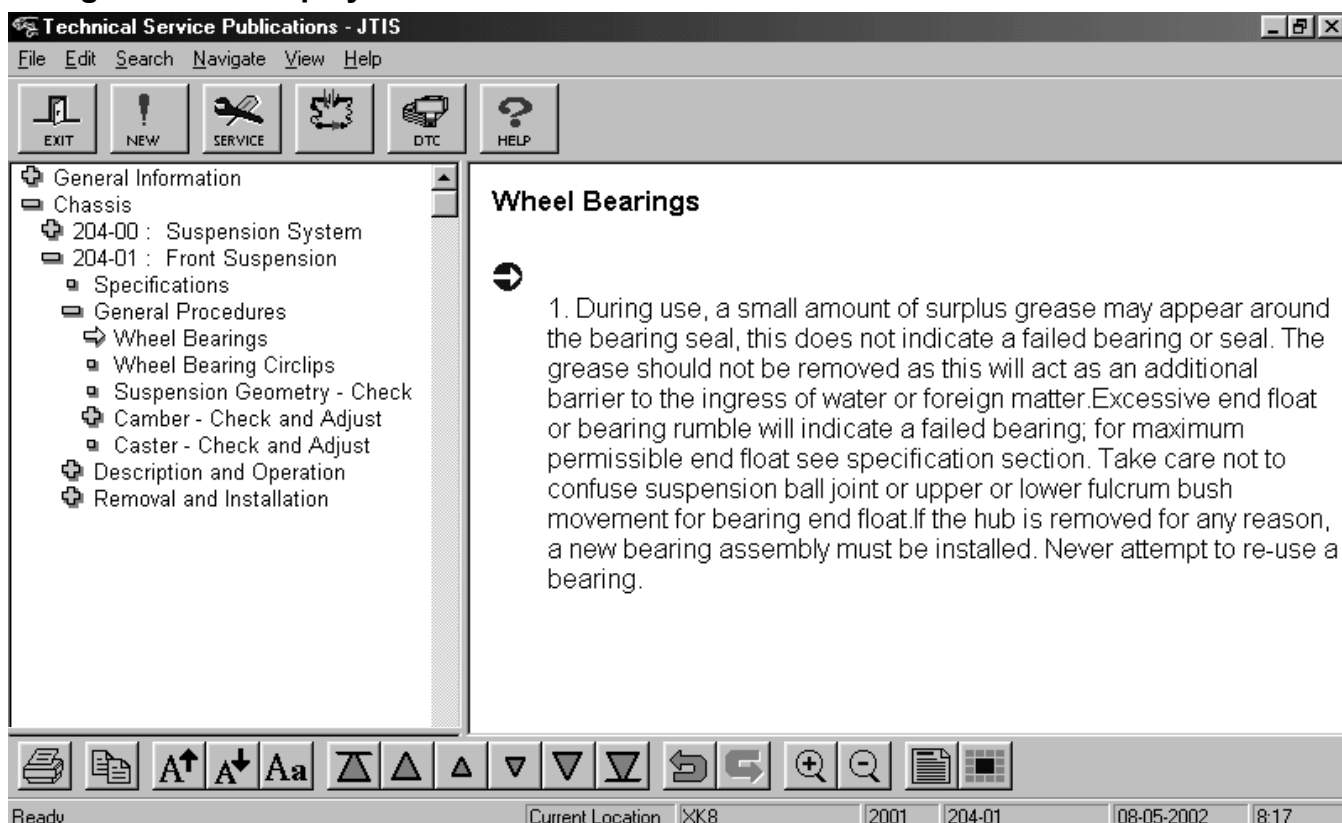 Technical Service Publications - JTIS
File Edit Search Navigate View Help
EXIT NEW SERVICE DTC HELP
General Information
Chassis
204-00 : Suspension System
204-01 : Front Suspension
Specifications
General Procedures
Wheel Bearings
Wheel Bearing Circlips
Suspension Geometry - Check
Camber - Check and Adjust
Caster - Check and Adjust
Description and Operation
Removal and Installation
Wheel Bearings
1. During use, a small amount of surplus grease may appear around
the bearing seal, this does not indicate a failed bearing or seal. The
grease should not be removed as this will act as an additional
barrier to the ingress of water or foreign matter.Excessive end float
or bearing rumble will indicate a failed bearing; for maximum
permissible end float see specification section. Take care not to
confuse suspension ball joint or upper or lower fulcrum bush
movement for bearing end float.If the hub is removed for any reason,
a new bearing assembly must be installed. Never attempt to re-use a
bearing.
A A Aa
Ready Current Location XK8 2001 204-01 08-05-2002 8:17